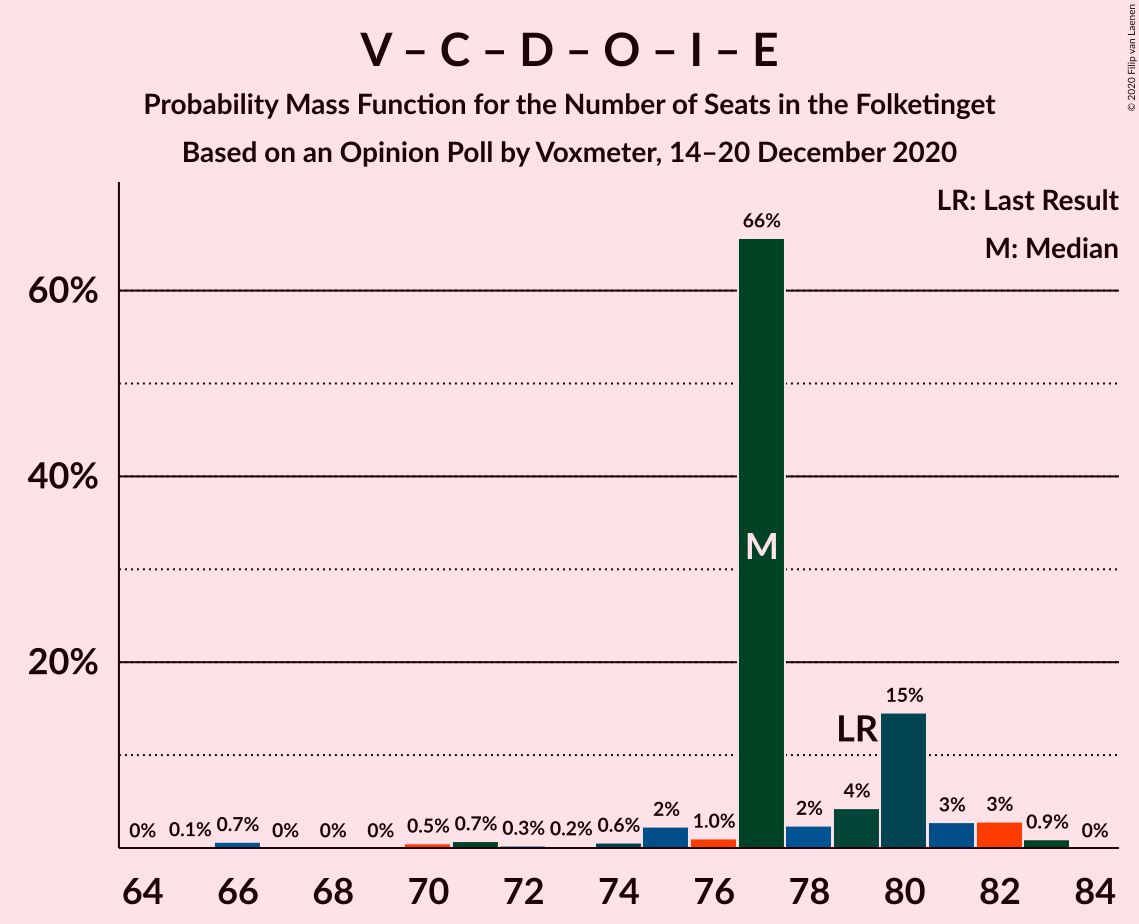 V – C – D – O – I – E
Probability Mass Function for the Number of Seats in the Folketinget
Based on an Opinion Poll by Voxmeter, 14–20 December 2020
© 2020 Filip van Laenen
LR: Last Result
M: Median
60%
40%
20%
0% 0.1% 0.7% 0% 0% 0% 0.5% 0.7% 0.3% 0.2% 0.6% 2% 1.0% 66% 2% 4% 15% 3% 3% 0.9% 0%
M
LR
64 66 68 70 72 74 76 78 80 82 84